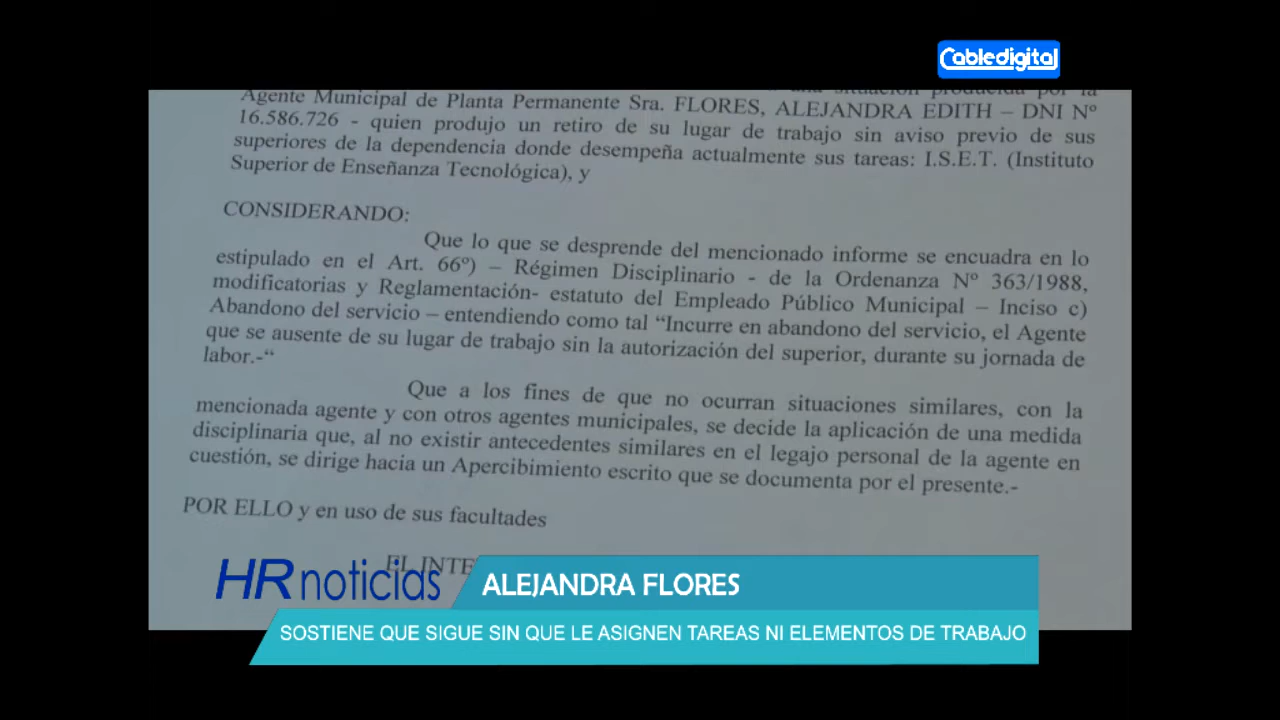 Cabledigital
una situación producida por la
Agente Municipal de Planta Permanente Sra. FLORES, ALEJANDRA EDITH – DNI Nº
16.586.726 - quien produjo un retiro de su lugar de trabajo sin aviso previo de sus
superiores de la dependencia donde desempeña actualmente sus tareas: I.S.E.T. (Instituto
Superior de Enseñanza Tecnológica), y
CONSIDERANDO:
Que lo que se desprende del mencionado informe se encuadra en lo
estipulado en el Art. 66º) – Régimen Disciplinario - de la Ordenanza Nº 363/1988,
modificatorias y Reglamentación- estatuto del Empleado Público Municipal – Inciso c)
Abandono del servicio – entendiendo como tal “Incurre en abandono del servicio, el Agente
que se ausente de su lugar de trabajo sin la autorización del superior, durante su jornada de
labor.-“
Que a los fines de que no ocurran situaciones similares, con la
mencionada agente y con otros agentes municipales, se decide la aplicación de una medida
disciplinaria que, al no existir antecedentes similares en el legajo personal de la agente en
cuestión, se dirige hacia un Apercibimiento escrito que se documenta por el presente.-
POR ELLO y en uso de sus facultades
EL INTE
HR noticias
ALEJANDRA FLORES
SOSTIENE QUE SIGUE SIN QUE LE ASIGNEN TAREAS NI ELEMENTOS DE TRABAJO